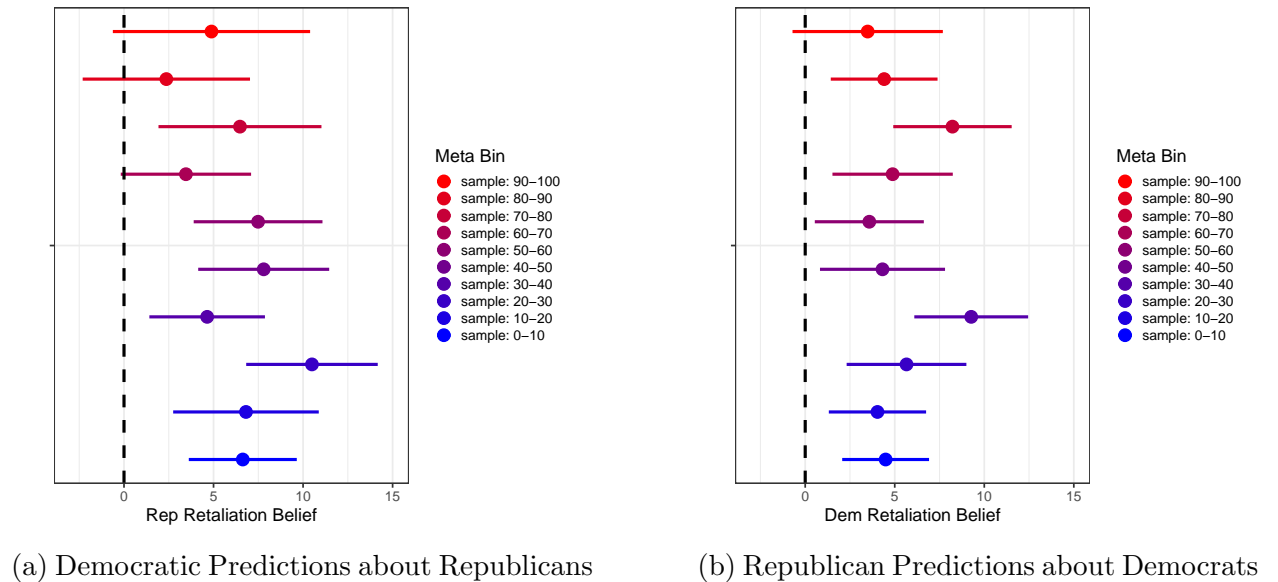 Meta Bin
sample: 90–100
sample: 80–90
sample: 70–80
sample: 60–70
sample: 50–60
sample: 40–50
sample: 30–40
sample: 20–30
sample: 10–20
sample: 0–10
0 5 10 15
Rep Retaliation Belief
(a) Democratic Predictions about Republicans
Meta Bin
sample: 90–100
sample: 80–90
sample: 70–80
sample: 60–70
sample: 50–60
sample: 40–50
sample: 30–40
sample: 20–30
sample: 10–20
sample: 0–10
0 5 10 15
Dem Retaliation Belief
(b) Republican Predictions about Democrats